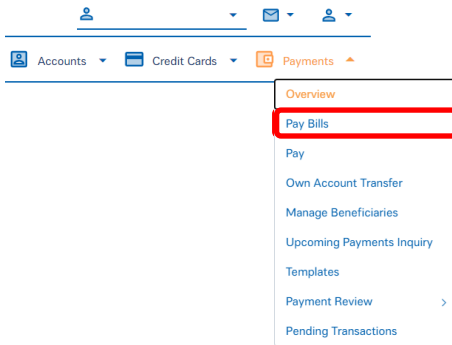 Accounts Credit Cards Payments
Overview
Pay Bills
Pay
Own Account Transfer
Manage Beneficiaries
Upcoming Payments Inquiry
Templates
Payment Review
Pending Transactions